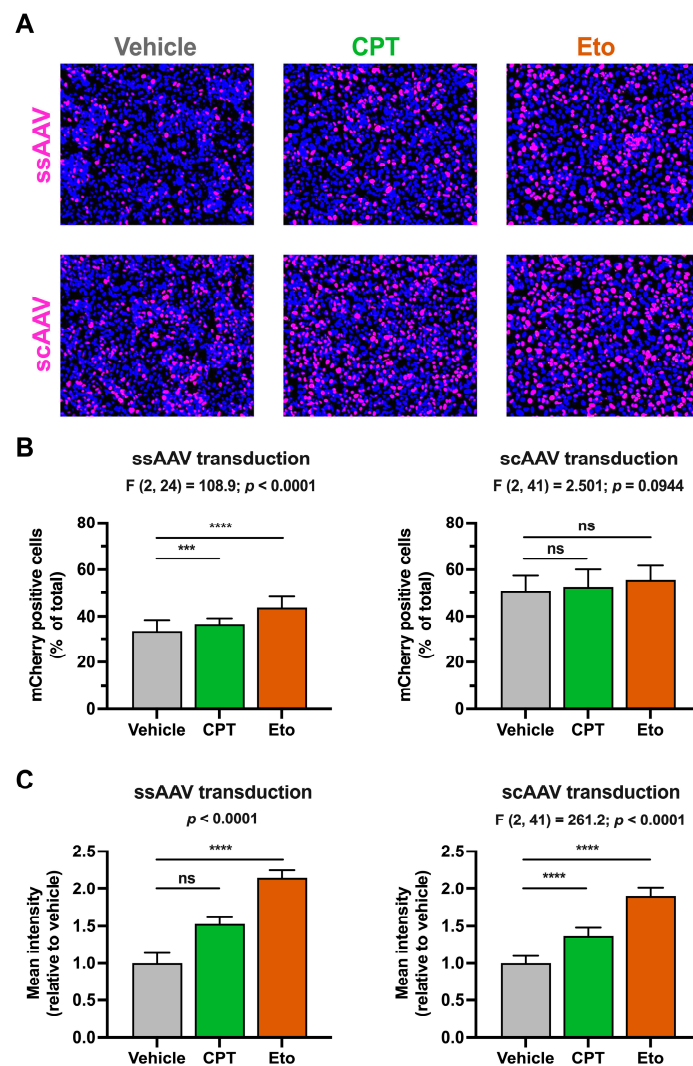 A
Vehicle
CPT
Eto
ssAAV
scAAV
B
ssAAV transduction
F (2, 24) = 108.9; p < 0.0001
mCherry positive cells
(% of total)
80
60
40
20
0
****
***
Vehicle
CPT
Eto
scAAV transduction
F (2, 41) = 2.501; p = 0.0944
mCherry positive cells
(% of total)
80
60
40
20
0
ns
ns
Vehicle
CPT
Eto
C
ssAAV transduction
p < 0.0001
Mean intensity
(relative to vehicle)
2.5
2.0
1.5
1.0
0.5
0.0
****
ns
Vehicle
CPT
Eto
scAAV transduction
F (2, 41) = 261.2; p < 0.0001
Mean intensity
(relative to vehicle)
2.5
2.0
1.5
1.0
0.5
0.0
****
****
Vehicle
CPT
Eto